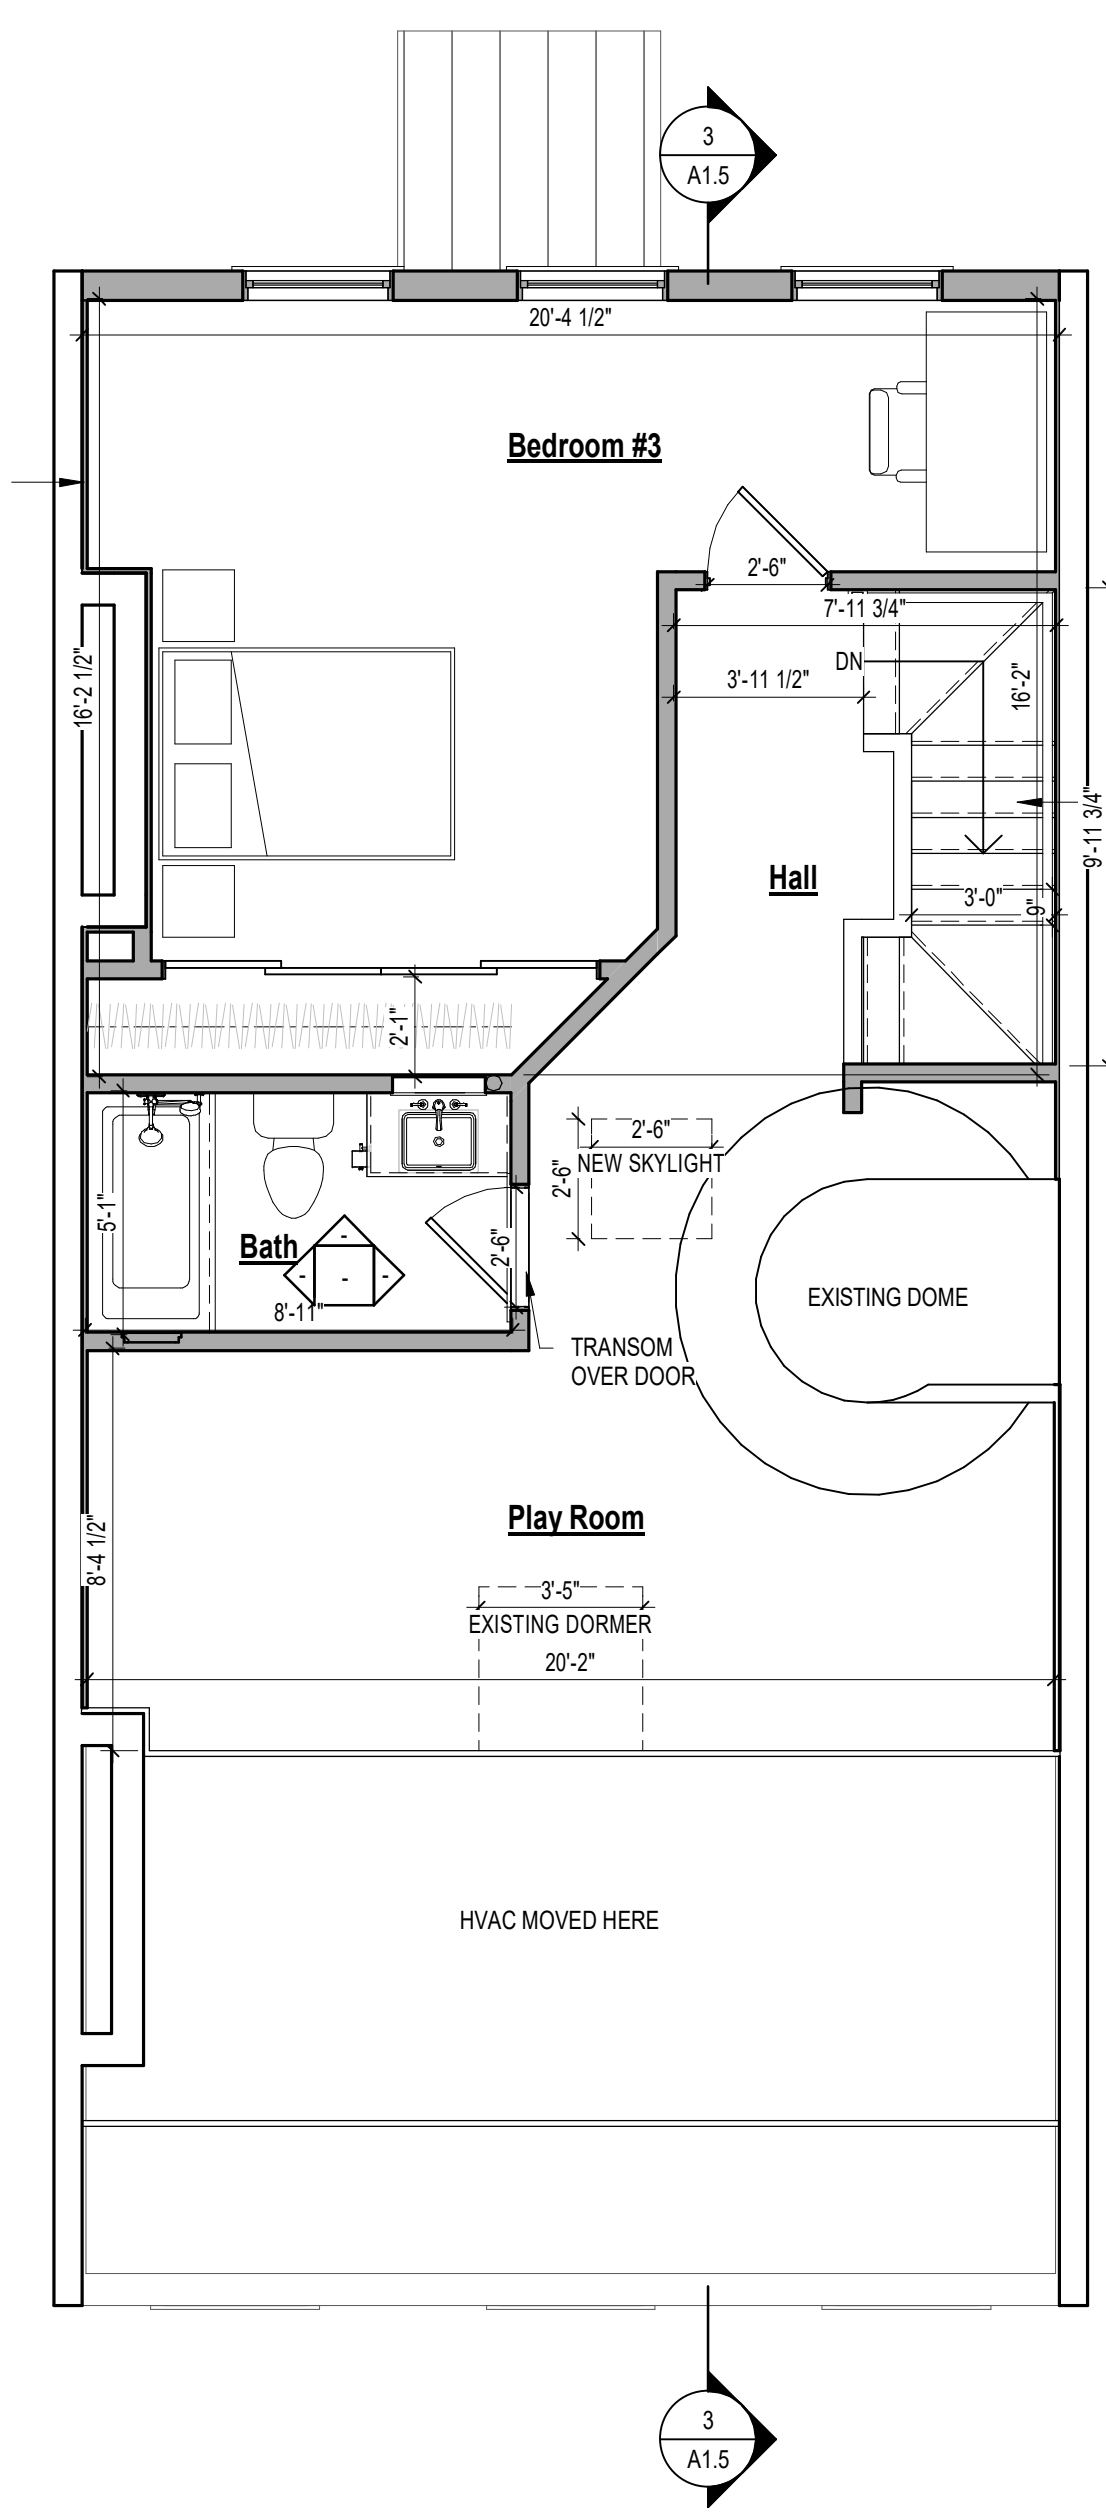 3
A1.5
20'-4 1/2"
Bedroom #3
2'-6"
7'-11 3/4"
DN
3'-11 1/2"
16'-2 1/2"
16'-2"
9'-11 3/4"
Hall
3'-0"
9"
2'-1"
2'-6"
NEW SKYLIGHT
2'-6"
5'-1"
Bath
2'-6"
-
-
-
-
8'-11"
EXISTING DOME
TRANSOM
OVER DOOR
Play Room
8'-4 1/2"
3'-5"
EXISTING DORMER
20'-2"
HVAC MOVED HERE
3
A1.5